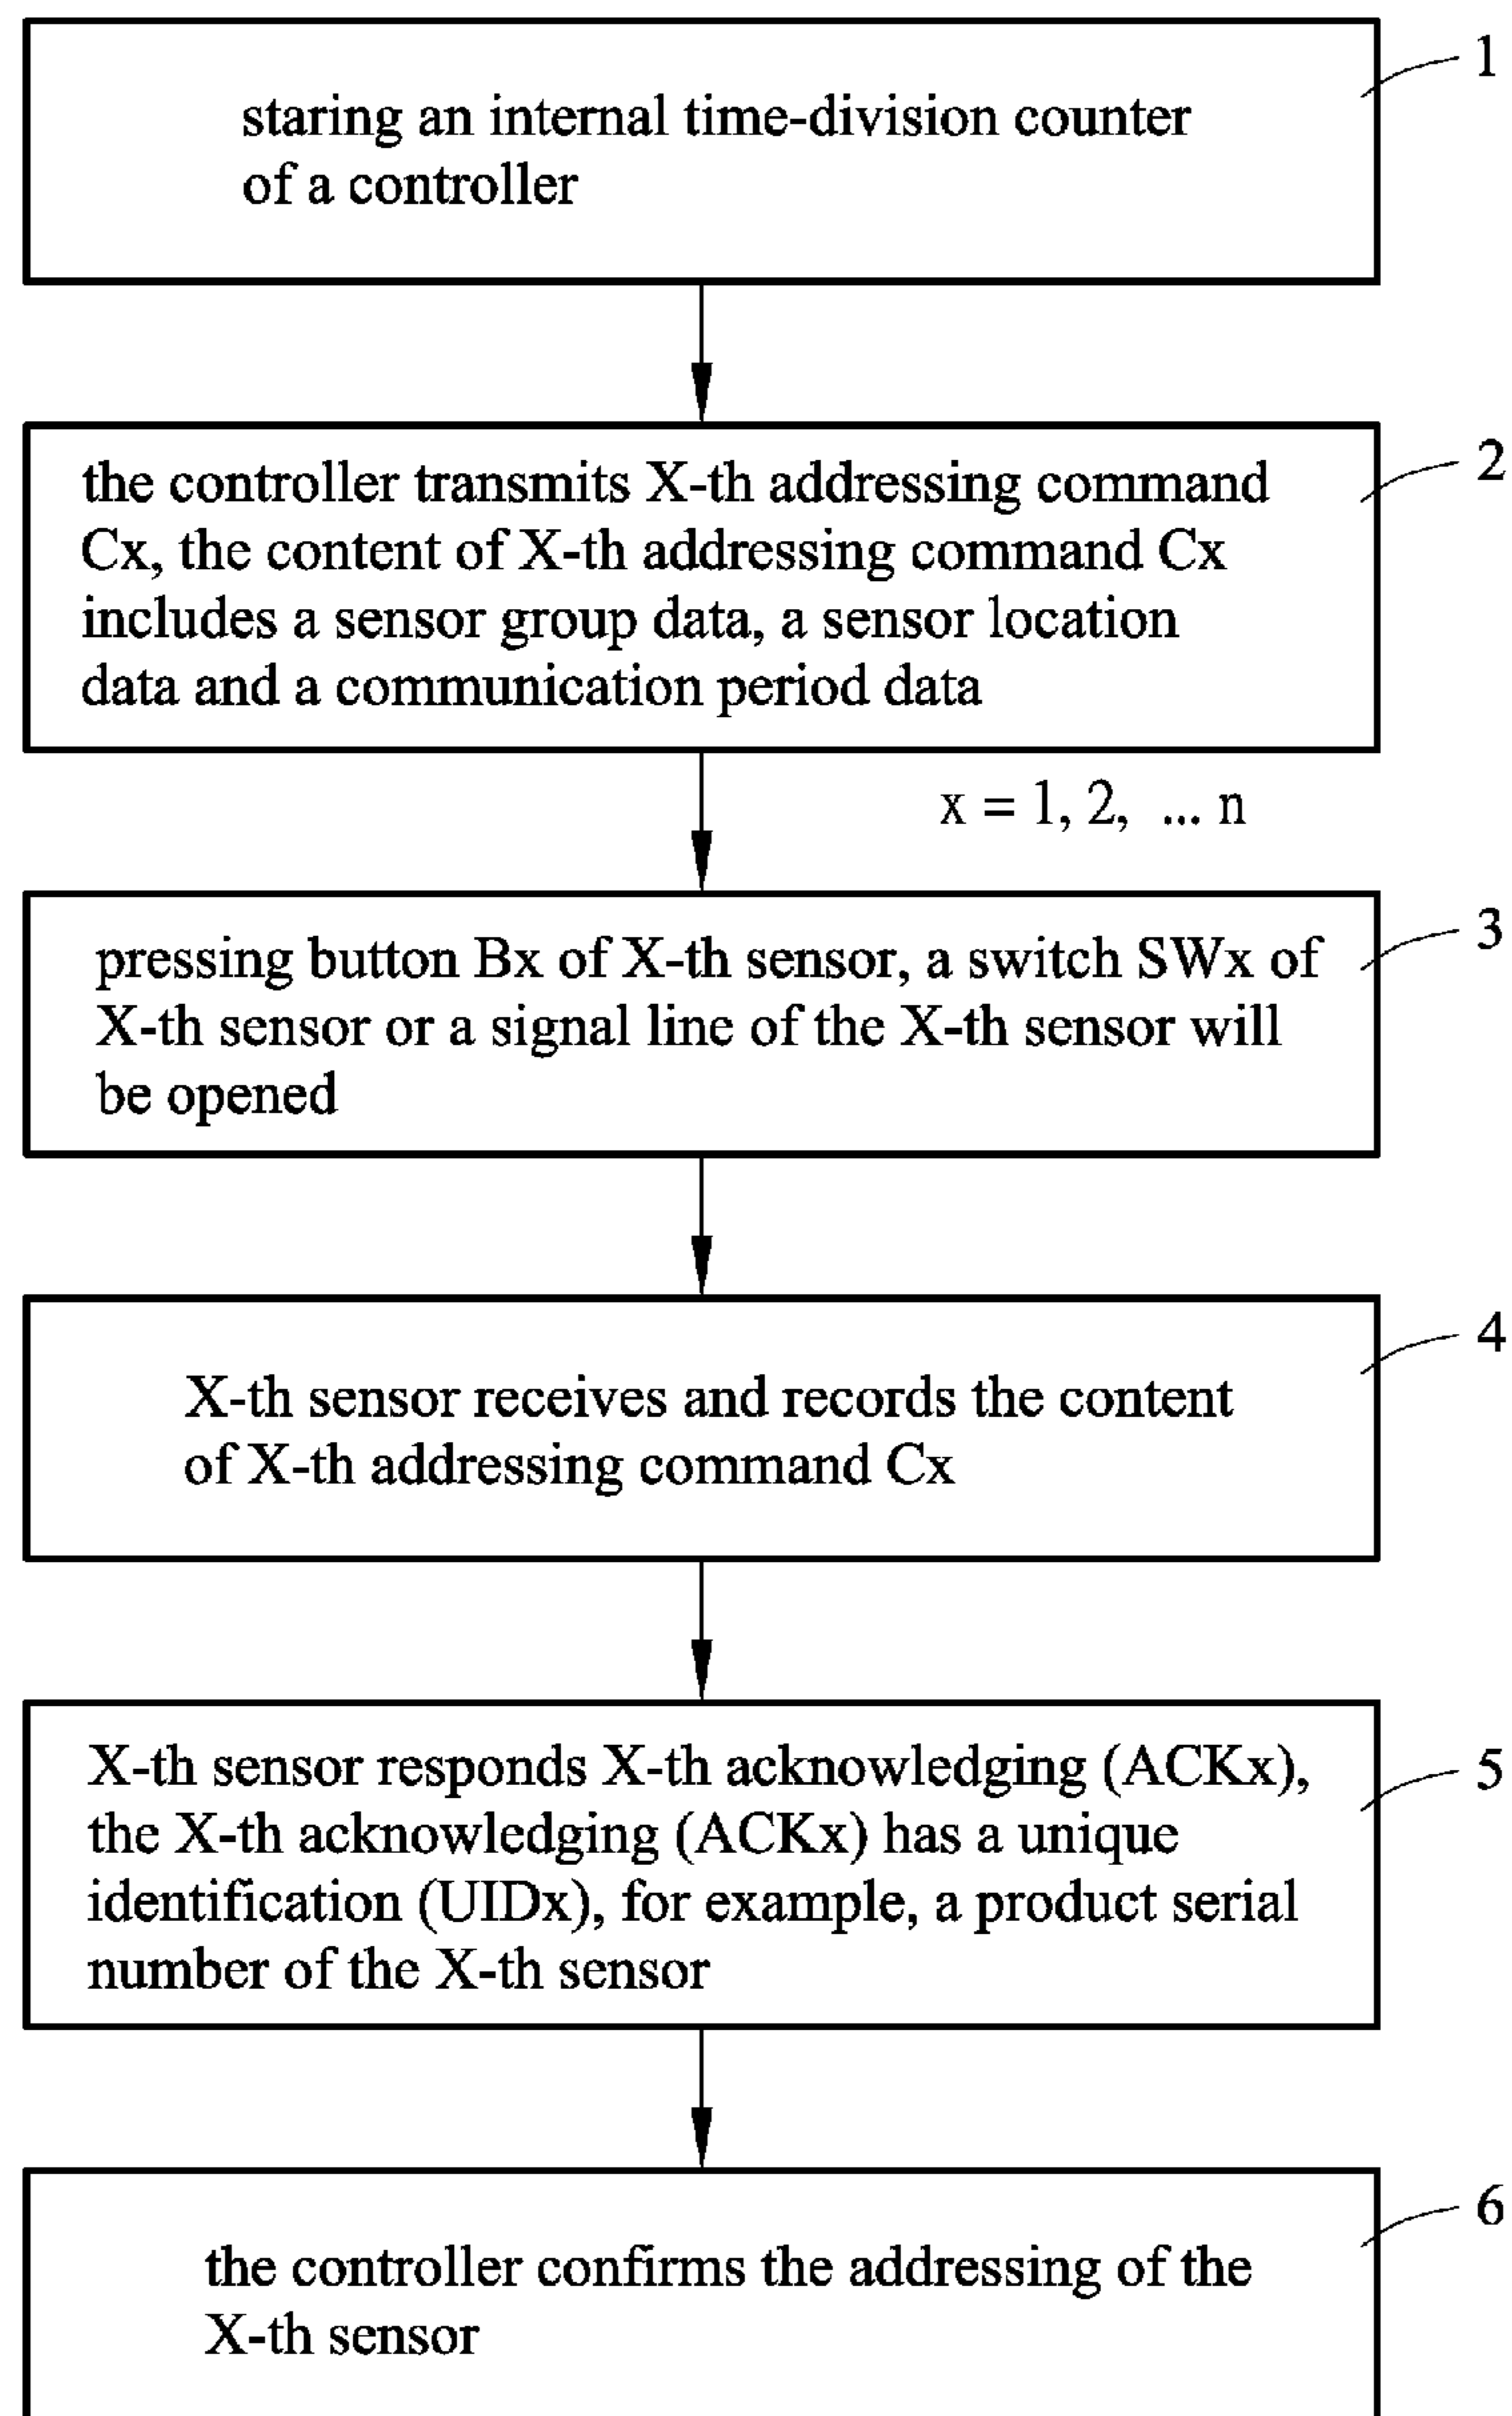 staring an internal time-division counter
of a controller
1
the controller transmits X-th addressing command
Cx, the content of X-th addressing command Cx
includes a sensor group data, a sensor location
data and a communication period data
2
x = 1, 2, ... n
pressing button Bx of X-th sensor, a switch SWx of
X-th sensor or a signal line of the X-th sensor will
be opened
3
X-th sensor receives and records the content
of X-th addressing command Cx
4
X-th sensor responds X-th acknowledging (ACKx),
the X-th acknowledging (ACKx) has a unique
identification (UIDx), for example, a product serial
number of the X-th sensor
5
the controller confirms the addressing of the
X-th sensor
6